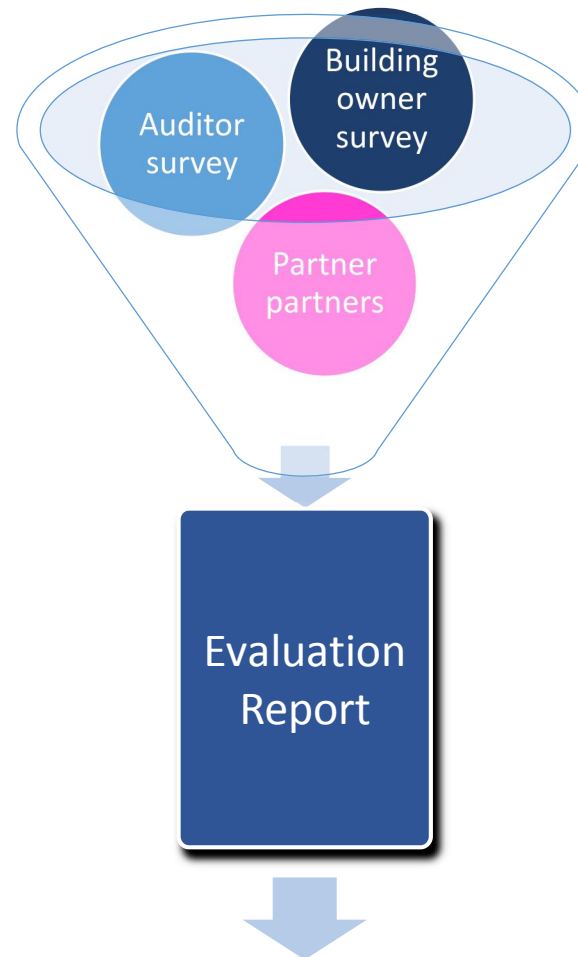 Building
owner
survey
Auditor
survey
Partner
partners
Evaluation
Report